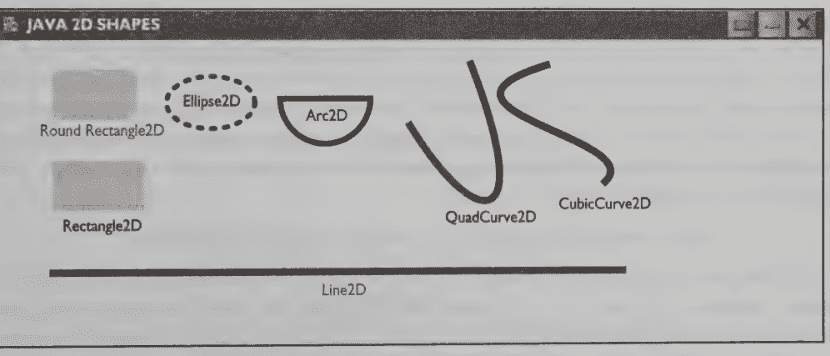 JAVA 2D SHAPES
Ellipse2D
Arc2D
Round Rectangle2D
Rectangle2D
QuadCurve2D
CubicCurve2D
Line2D